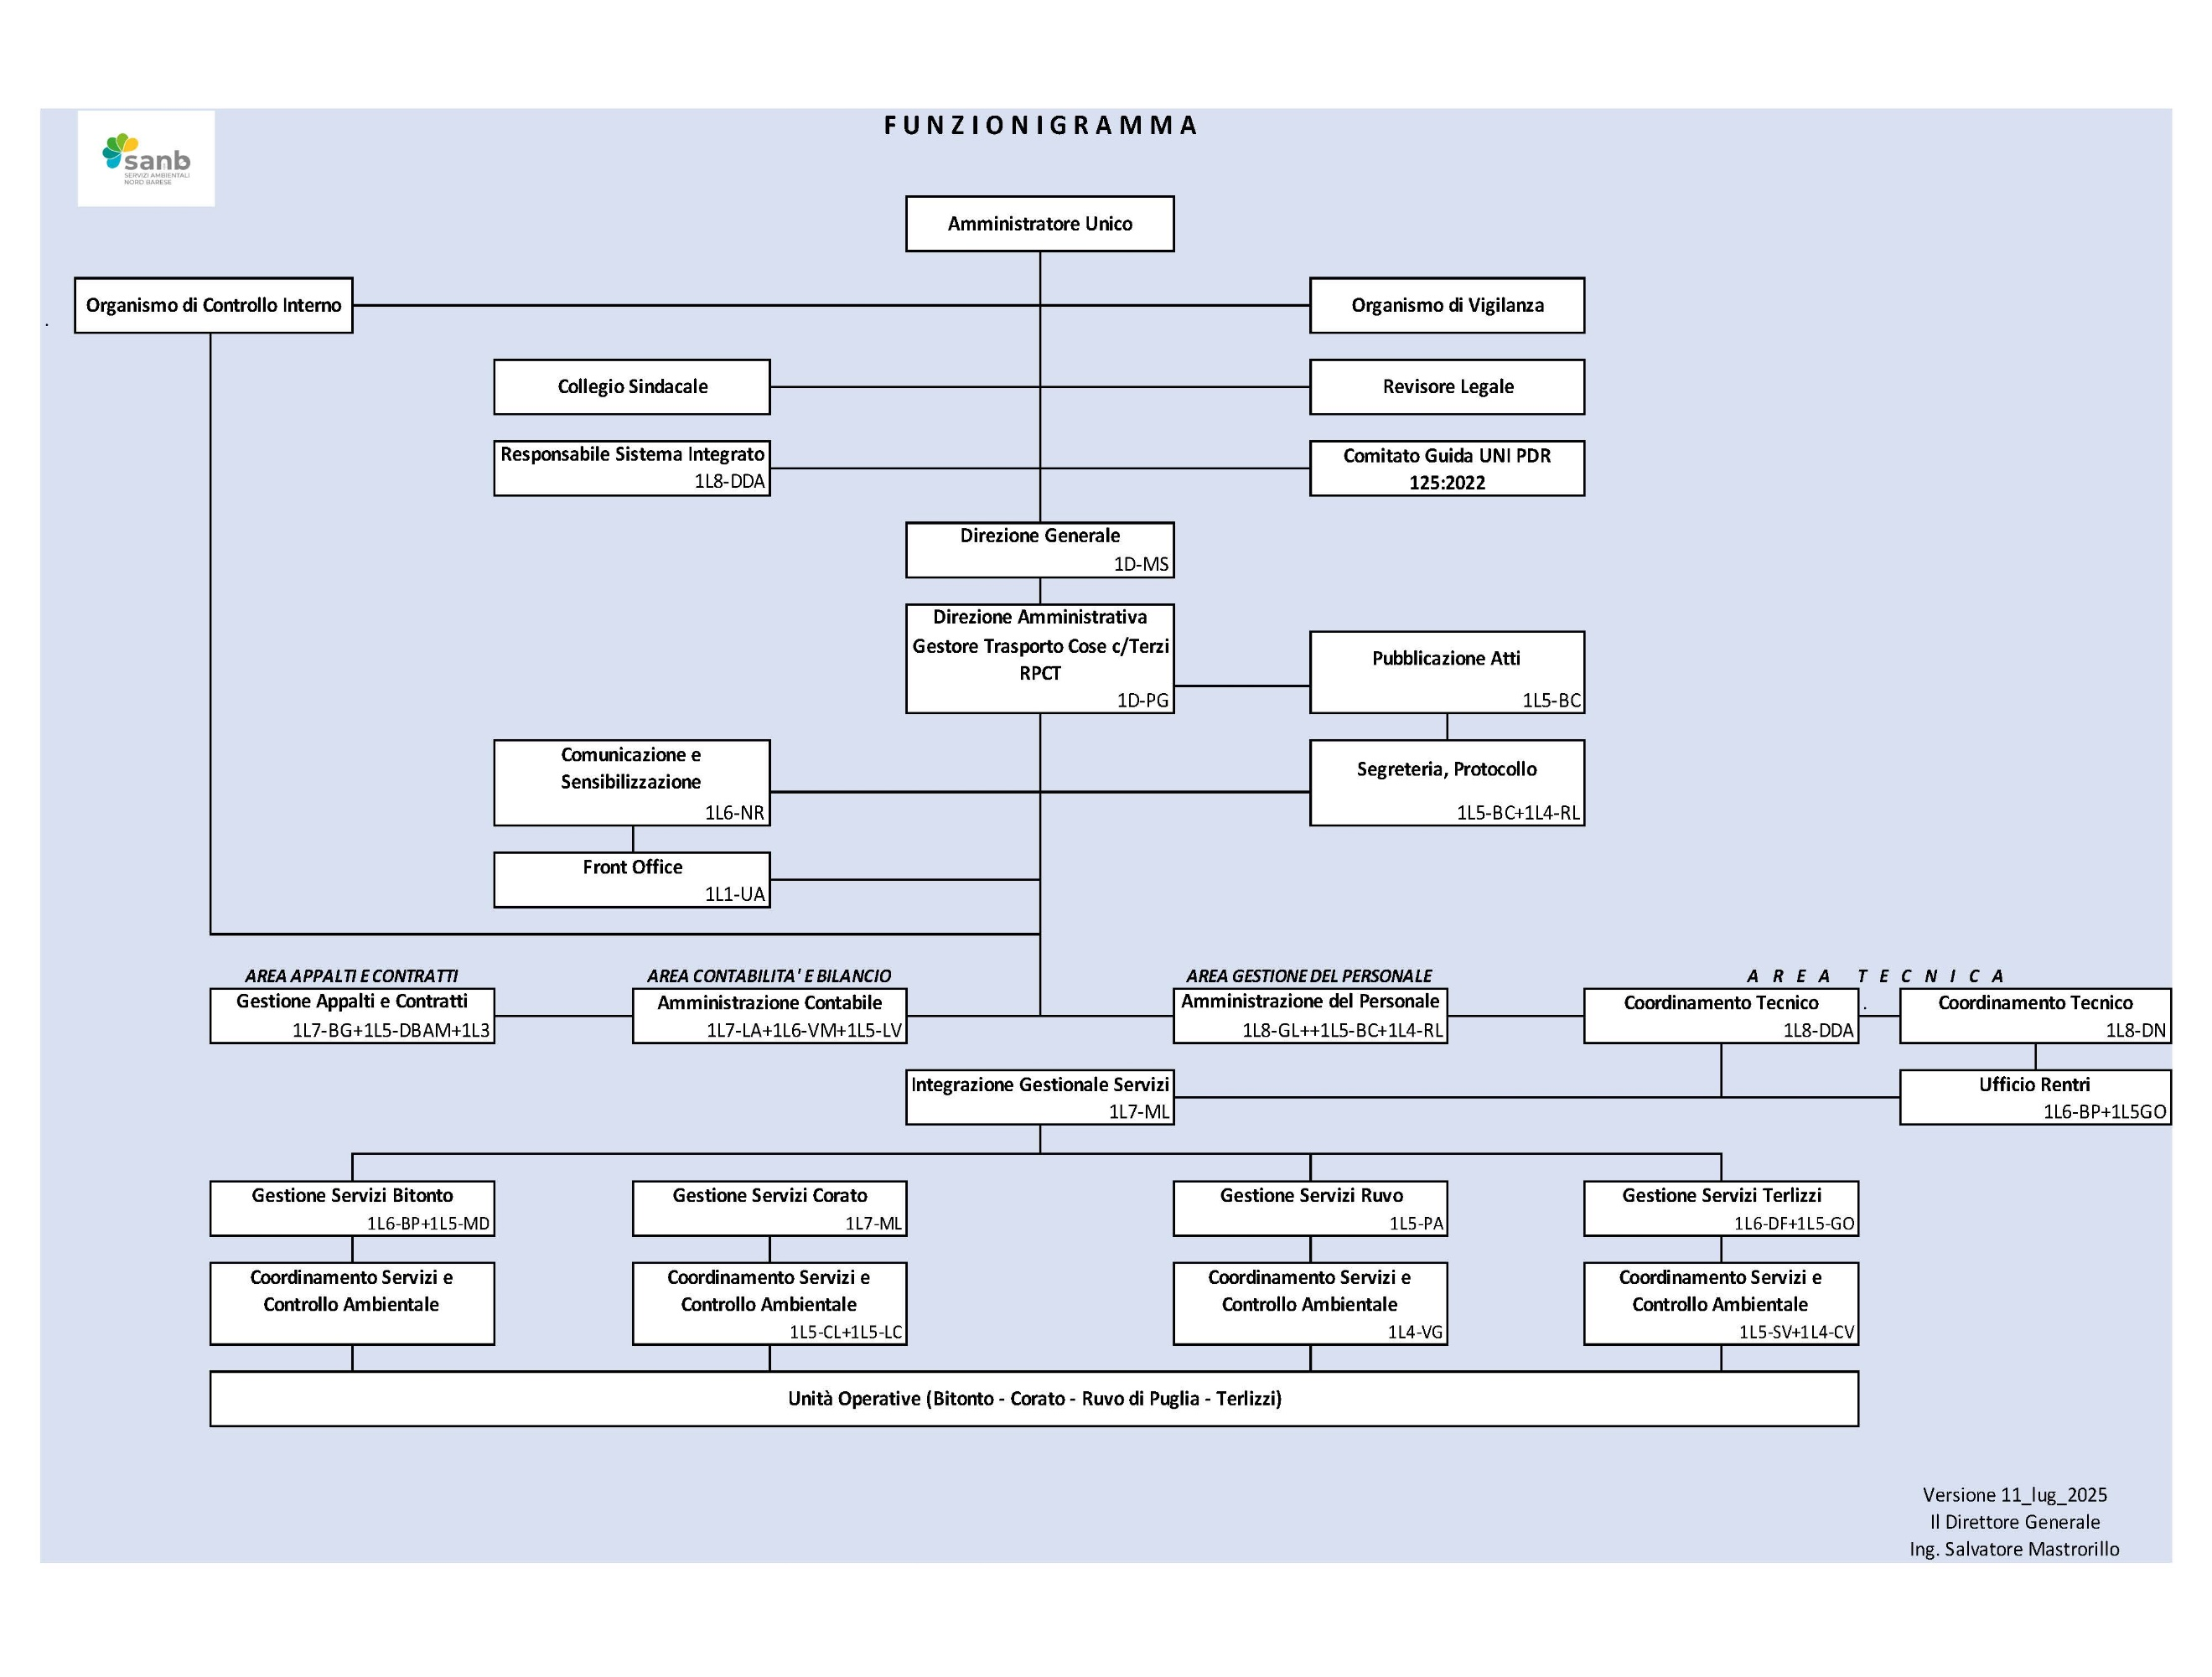 FUNZIONIGRAMMA
sanb
SERVIZI AMBIENTALI
NORD BARESE
Amministratore Unico
Organismo di Controllo Interno
Organismo di Vigilanza
.
Collegio Sindacale
Revisore Legale
Responsabile Sistema Integrato
1L8-DDA
Comitato Guida UNI PDR
125:2022
Direzione Generale
1D-MS
Direzione Amministrativa
Gestore Trasporto Cose c/Terzi
RPCT
1D-PG
Pubblicazione Atti
1L5-BC
Comunicazione e
Sensibilizzazione
1L6-NR
Segreteria, Protocollo
1L5-BC+1L4-RL
Front Office
1L1-UA
AREA APPALTI E CONTRATTI
Gestione Appalti e Contratti
1L7-BG+1L5-DBAM+1L3
AREA CONTABILITA' E BILANCIO
Amministrazione Contabile
1L7-LA+1L6-VM+1L5-LV
AREA GESTIONE DEL PERSONALE
Amministrazione del Personale
1L8-GL++1L5-BC+1L4-RL
AREA TECNICA
Coordinamento Tecnico
1L8-DDA
.
Coordinamento Tecnico
1L8-DN
Integrazione Gestionale Servizi
1L7-ML
Ufficio Rentri
1L6-BP+1L5GO
Gestione Servizi Bitonto
1L6-BP+1L5-MD
Gestione Servizi Corato
1L7-ML
Gestione Servizi Ruvo
1L5-PA
Gestione Servizi Terlizzi
1L6-DF+1L5-GO
Coordinamento Servizi e
Controllo Ambientale
Coordinamento Servizi e
Controllo Ambientale
1L5-CL+1L5-LC
Coordinamento Servizi e
Controllo Ambientale
1L4-VG
Coordinamento Servizi e
Controllo Ambientale
1L5-SV+1L4-CV
Unità Operative (Bitonto - Corato - Ruvo di Puglia - Terlizzi)
Versione 11_lug_2025
Il Direttore Generale
Ing. Salvatore Mastrorillo